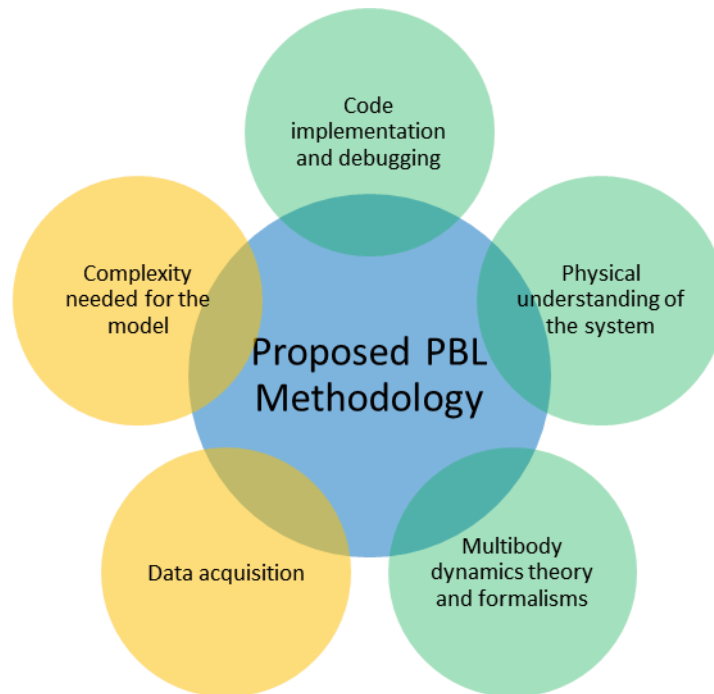 Code
implementation
and debugging
Complexity
needed for the
model
Physical
understanding of
the system
Proposed PBL
Methodology
Data acquisition
Multibody
dynamics theory
and formalisms